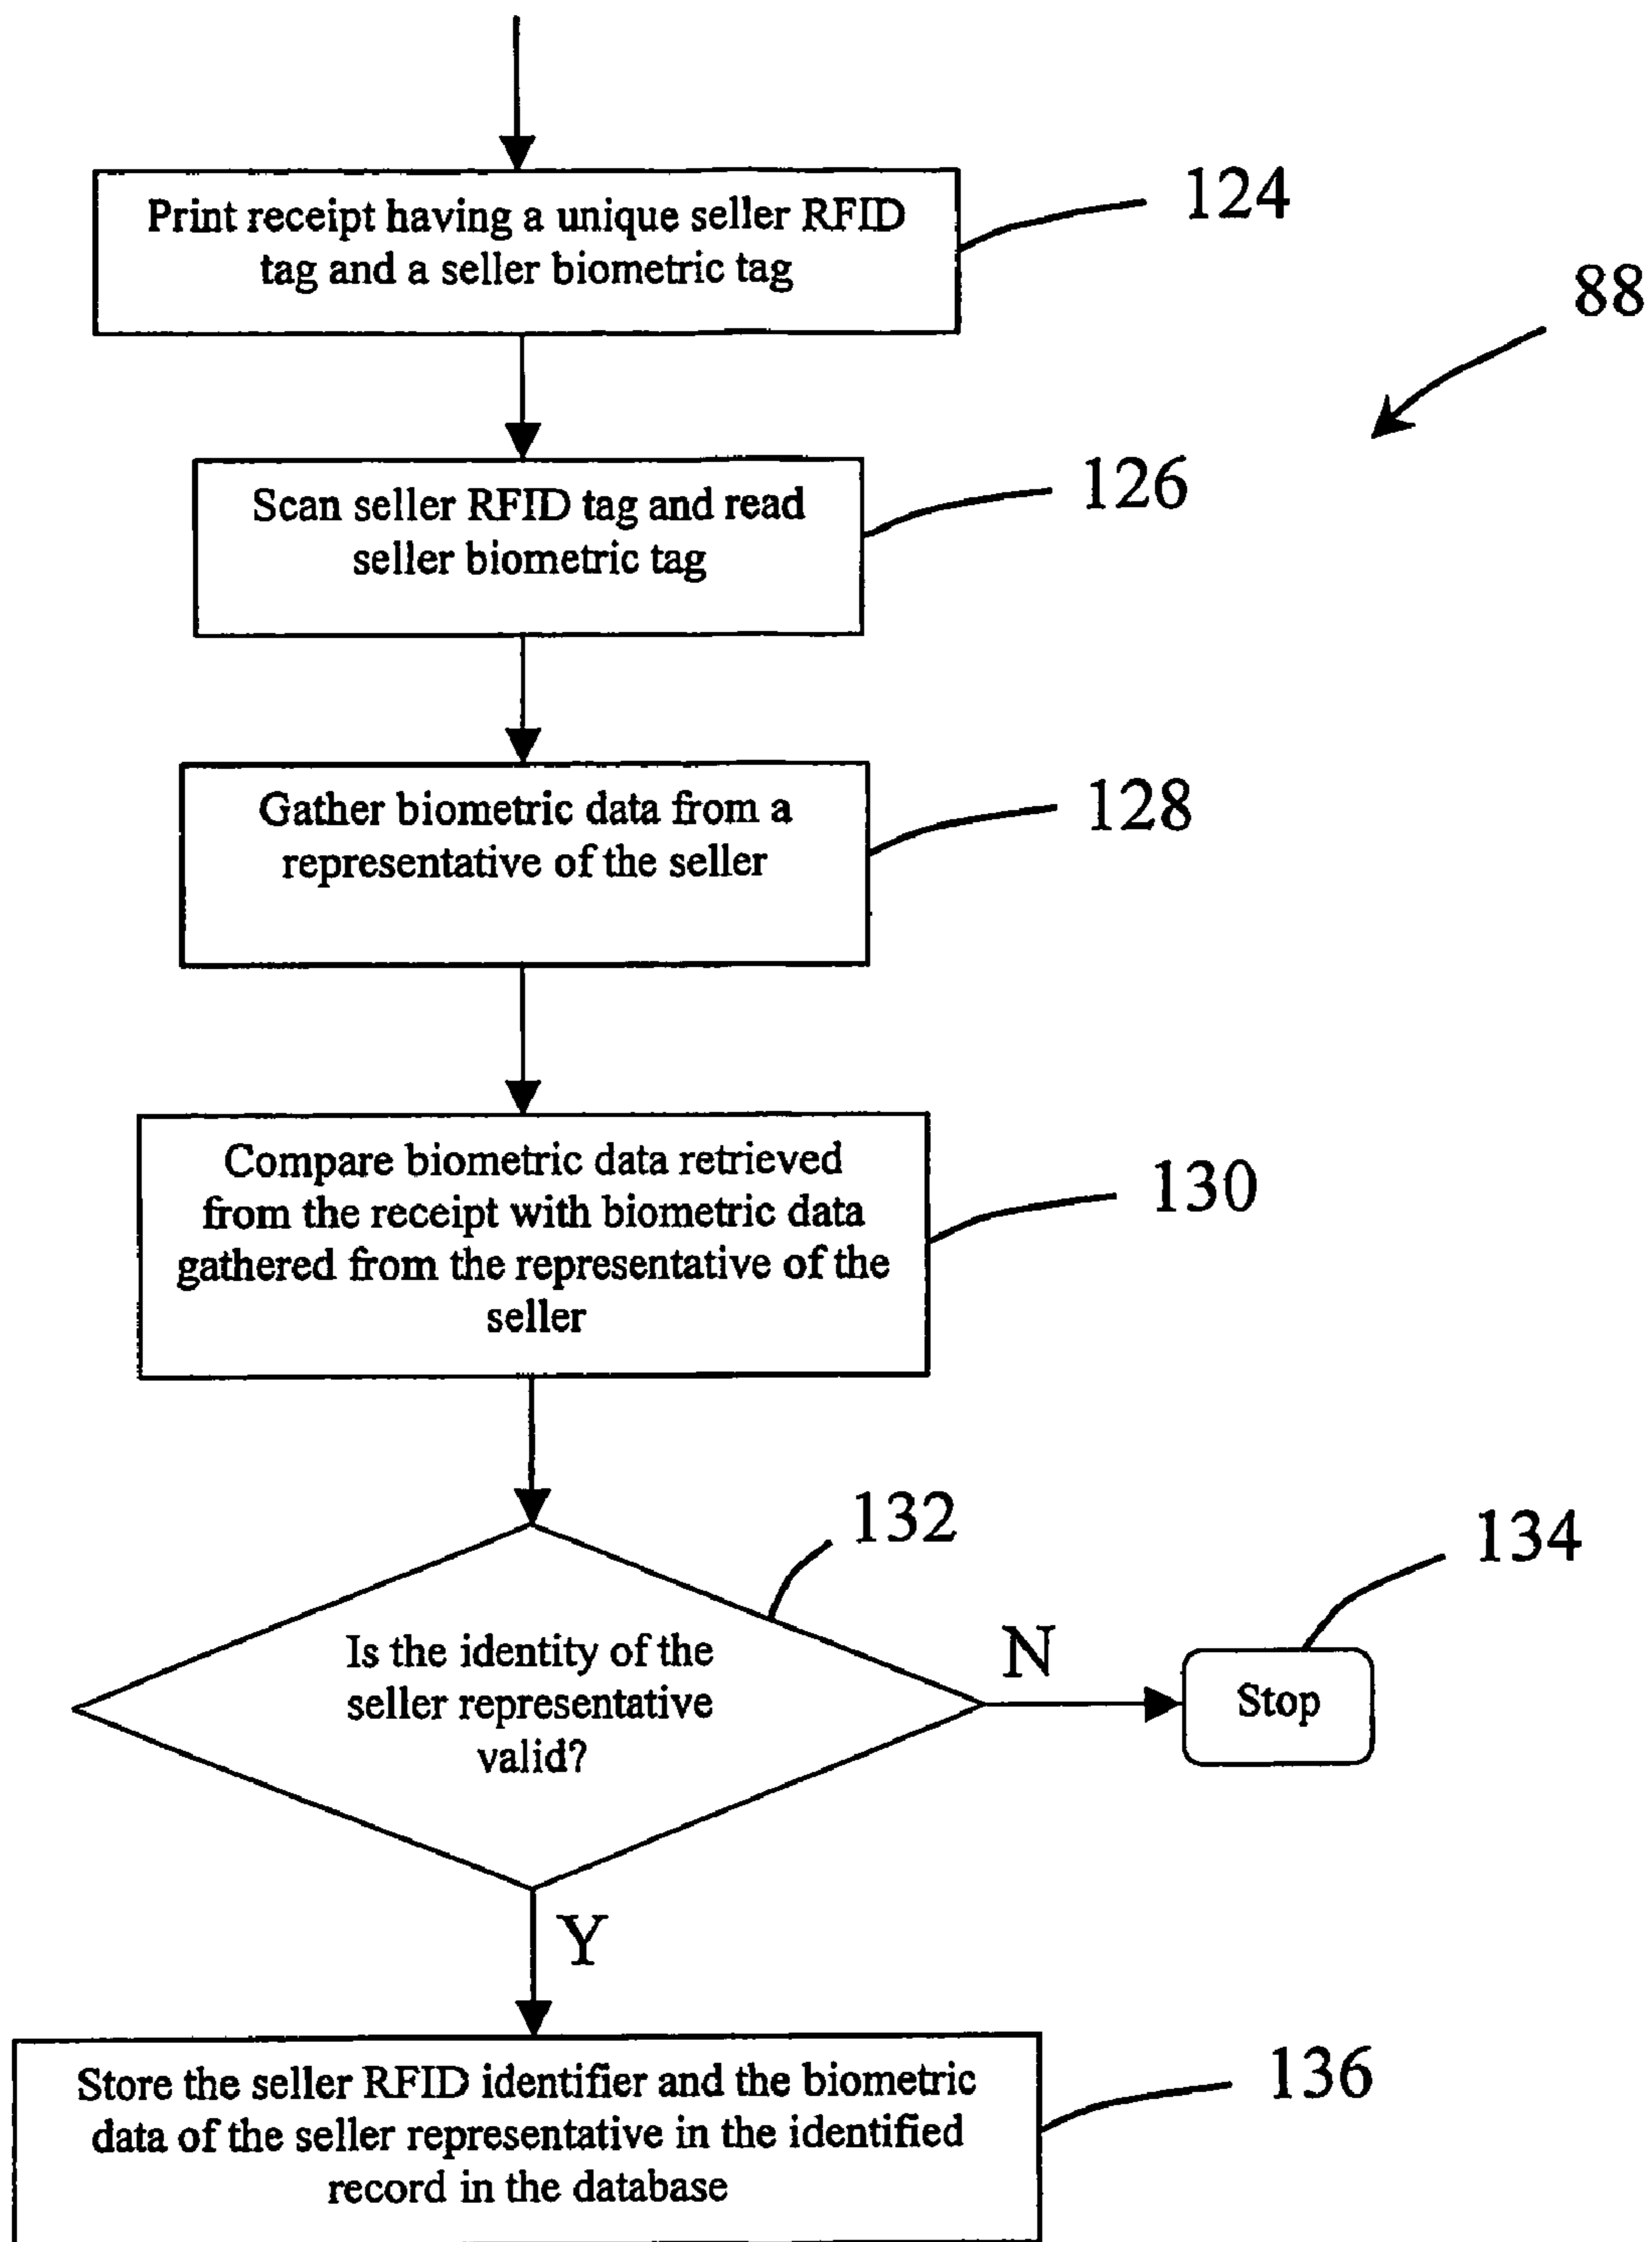 Print receipt having a unique seller RFID
tag and a seller biometric tag
124
88
Scan seller RFID tag and read
seller biometric tag
126
Gather biometric data from a
representative of the seller
128
Compare biometric data retrieved
from the receipt with biometric data
gathered from the representative of the
seller
130
132
Is the identity of the
seller representative
valid?
N
134
Stop
Y
Store the seller RFID identifier and the biometric
data of the seller representative in the identified
record in the database
136